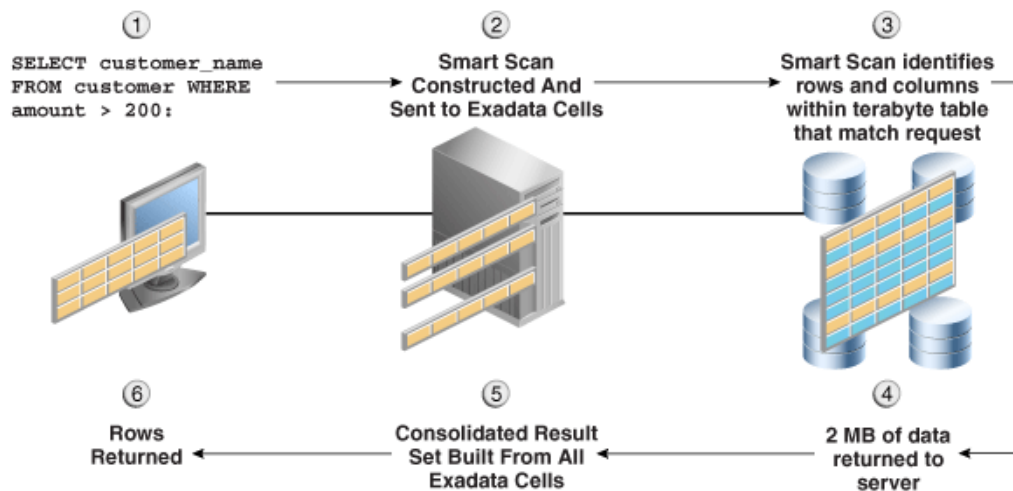 1
SELECT customer_name
FROM customer WHERE
amount > 200:
2
Smart Scan
Constructed And
Sent to Exadata Cells
3
Smart Scan identifies
rows and columns
within terabyte table
that match request
4
2 MB of data
returned to
server
5
Consolidated Result
Set Built From All
Exadata Cells
6
Rows
Returned